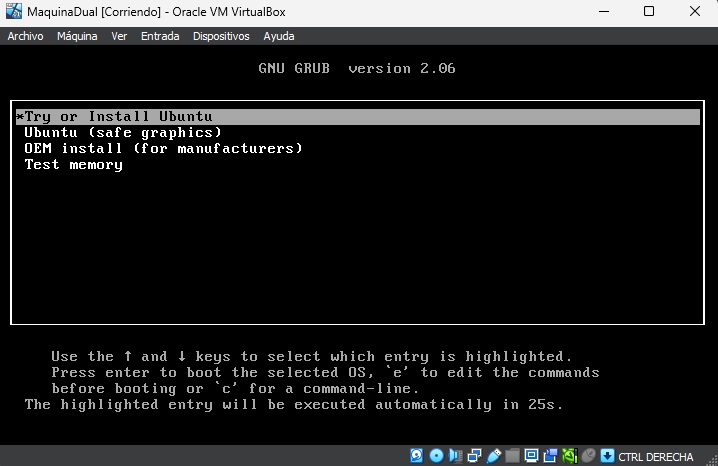 MaquinaDual [Corriendo] - Oracle VM VirtualBox
Archivo Máquina Ver Entrada Dispositivos Ayuda
GNU GRUB version 2.06
*Try or Install Ubuntu
Ubuntu (safe graphics)
OEM install (for manufacturers)
Test memory
Use the ↑ and ↓ keys to select which entry is highlighted.
Press enter to boot the selected OS, `e' to edit the commands
before booting or `c' for a command-line.
The highlighted entry will be executed automatically in 25s.
CTRL DERECHA